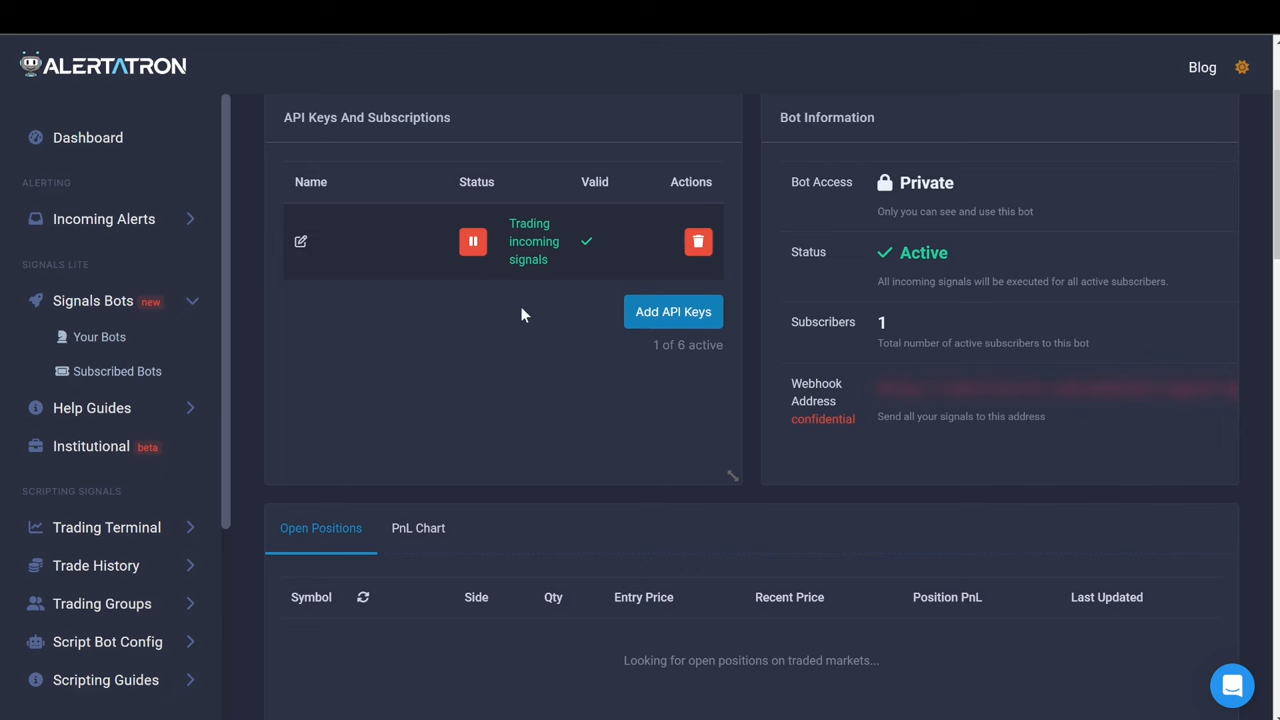 ALERTATRON
Blog
Dashboard
ALERTING
Incoming Alerts
SIGNALS LITE
Signals Bots new
Your Bots
Subscribed Bots
Help Guides
Institutional beta
SCRIPTING SIGNALS
Trading Terminal
Trade History
Trading Groups
Script Bot Config
Scripting Guides
API Keys And Subscriptions
Name Status Valid Actions
Trading
incoming
signals
Add API Keys
1 of 6 active
Bot Information
Bot Access Private
Only you can see and use this bot
Status Active
All incoming signals will be executed for all active subscribers.
Subscribers 1
Total number of active subscribers to this bot
Webhook
Address
confidential
Send all your signals to this address
Open Positions PnL Chart
Symbol Side Qty Entry Price Recent Price Position PnL Last Updated
Looking for open positions on traded markets...